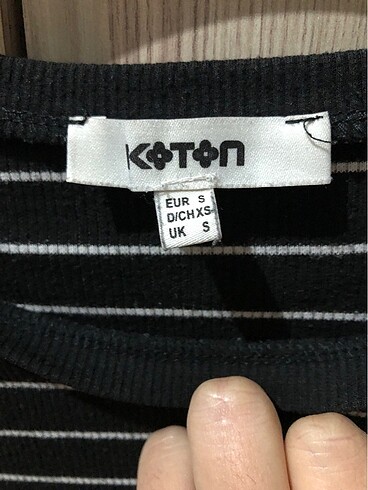 KOTON
EUR S
D/CH XS
UK S